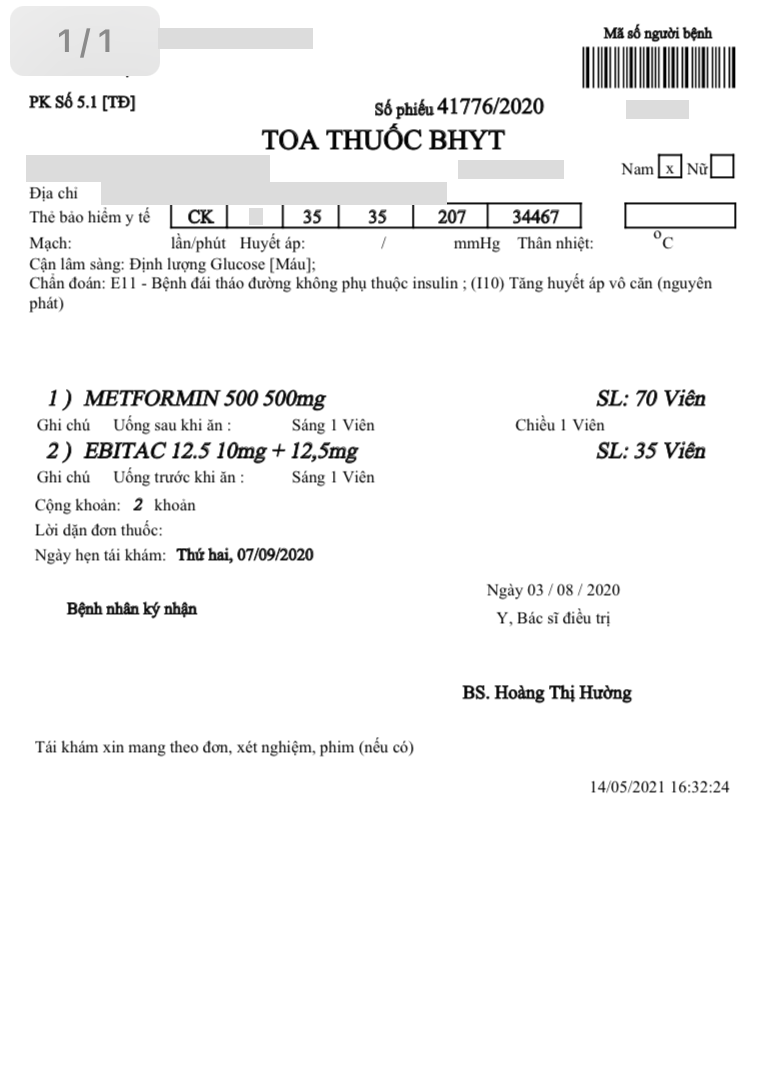 1/1
Mã số người bệnh
PK Số 5.1 [TĐ]
Số phiếu 41776/2020
TOA THUỐC BHYT
Nam x Nữ
Địa chỉ
Thẻ bảo hiểm y tế CK 35 35 207 34467
Mạch: lần/phút Huyết áp: / mmHg Thân nhiệt: °C
Cận lâm sàng: Định lượng Glucose [Máu];
Chẩn đoán: E11 - Bệnh đái tháo đường không phụ thuộc insulin ; (I10) Tăng huyết áp vô căn (nguyên
phát)
1 ) METFORMIN 500 500mg SL: 70 Viên
Ghi chú Uống sau khi ăn : Sáng 1 Viên Chiều 1 Viên
2 ) EBITAC 12.5 10mg + 12,5mg SL: 35 Viên
Ghi chú Uống trước khi ăn : Sáng 1 Viên
Cộng khoản: 2 khoản
Lời dặn đơn thuốc:
Ngày hẹn tái khám: Thứ hai, 07/09/2020
Ngày 03 / 08 / 2020
Bệnh nhân ký nhận
Y, Bác sĩ điều trị
BS. Hoàng Thị Hường
Tái khám xin mang theo đơn, xét nghiệm, phim (nếu có)
14/05/2021 16:32:24